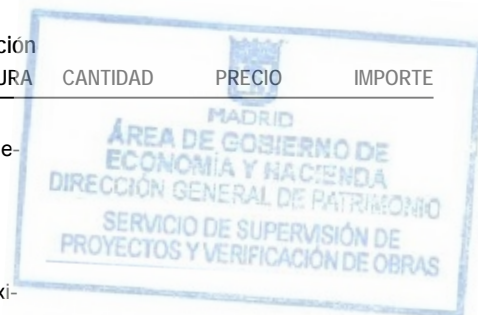 ción
URA CANTIDAD PRECIO IMPORTE
MADRID
e-
ÁREA DE GOBIERNO DE
ECONOMÍA Y HACIENDA
DIRECCIÓN GENERAL DE PATRIMONIO
SERVICIO DE SUPERVISIÓN DE
PROYECTOS Y VERIFICACIÓN DE OBRAS
xi-